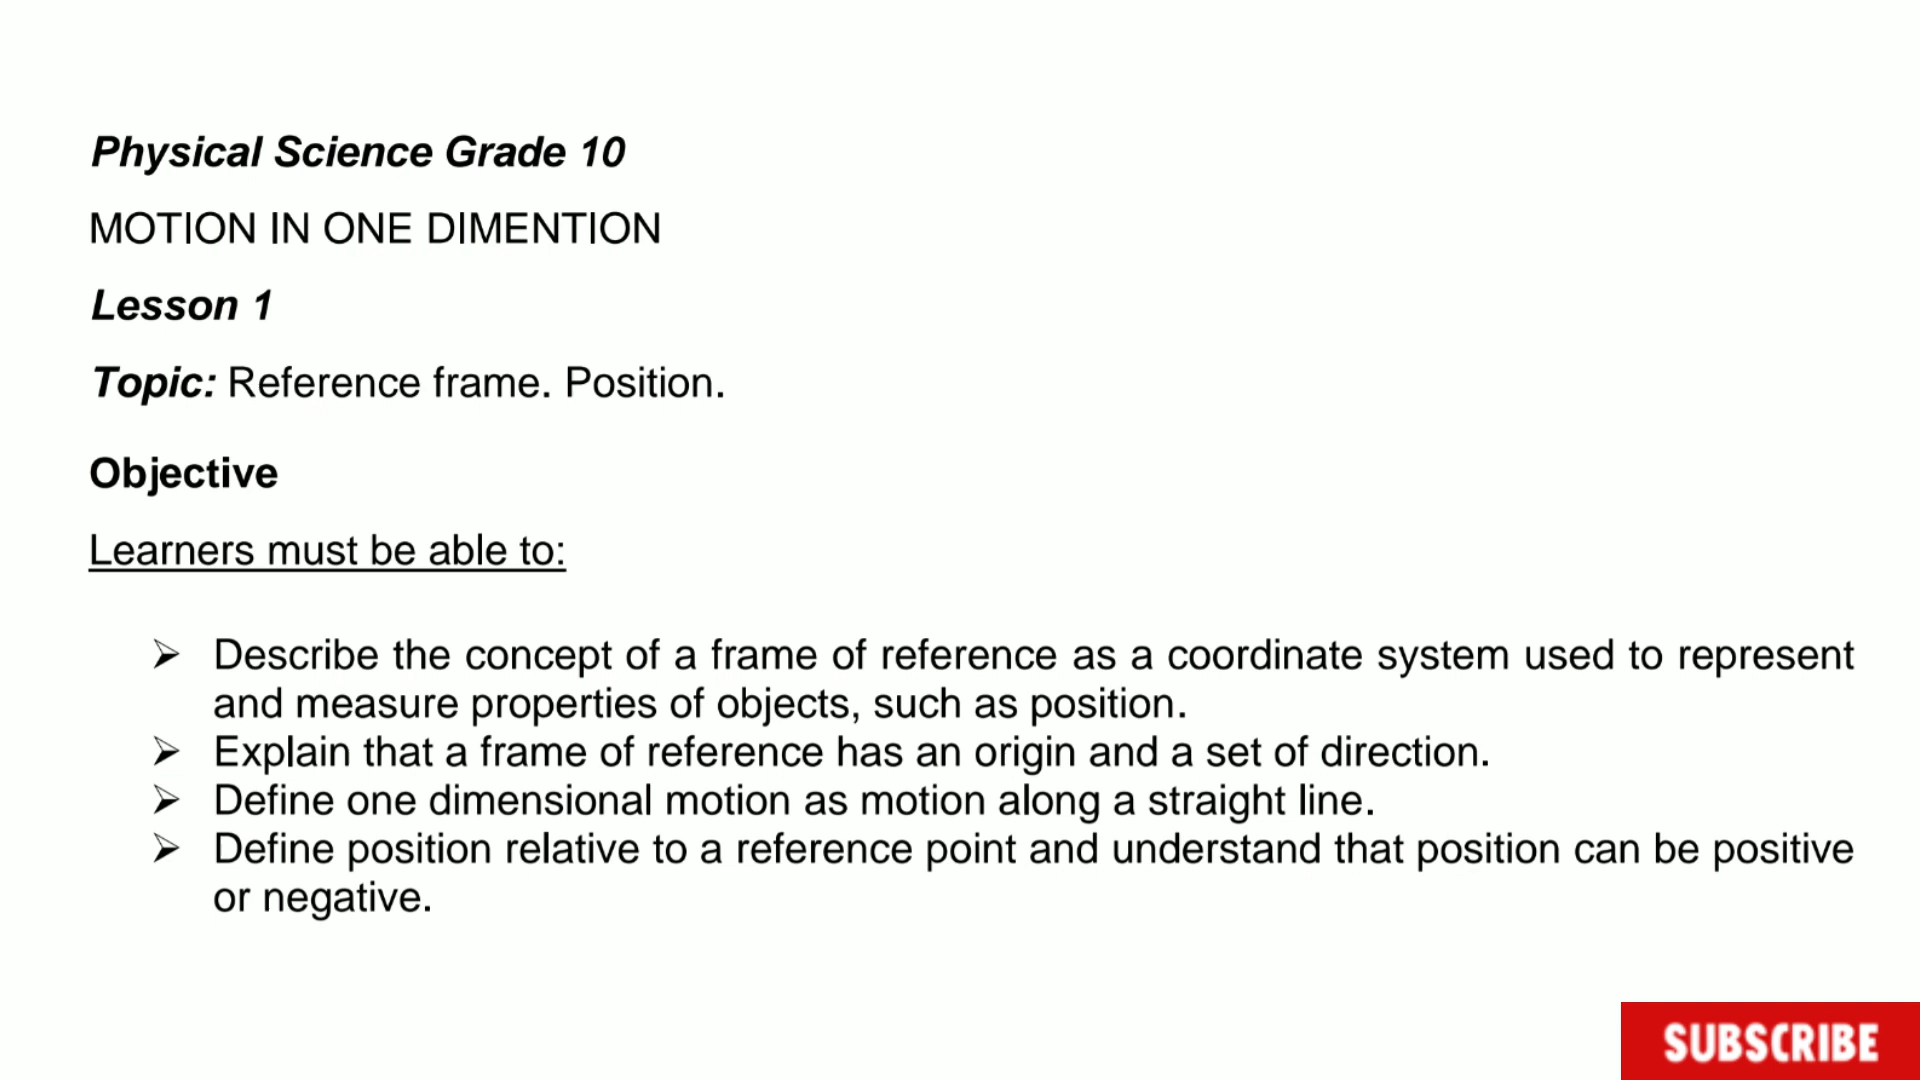 Physical Science Grade 10
MOTION IN ONE DIMENTION
Lesson 1
Topic: Reference frame. Position.
Objective
Learners must be able to:
➢ Describe the concept of a frame of reference as a coordinate system used to represent
and measure properties of objects, such as position.
➢ Explain that a frame of reference has an origin and a set of direction.
➢ Define one dimensional motion as motion along a straight line.
➢ Define position relative to a reference point and understand that position can be positive
or negative.
SUBSCRIBE